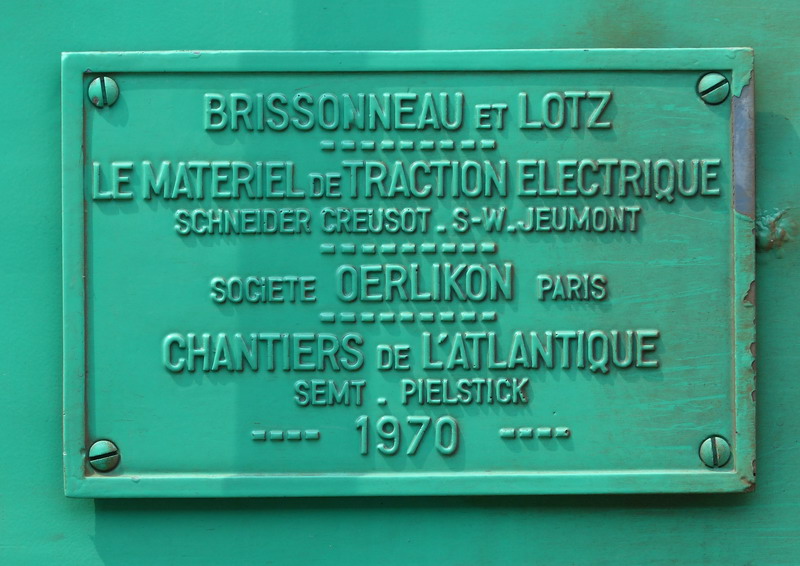 BRISSONNEAU ET LOTZ
LE MATERIEL DE TRACTION ELECTRIQUE
SCHNEIDER CREUSOT. S-W. JEUMONT
SOCIETE OERLIKON PARIS
CHANTIERS DE L'ATLANTIQUE
SEMT. PIELSTICK
---- 1970 ----